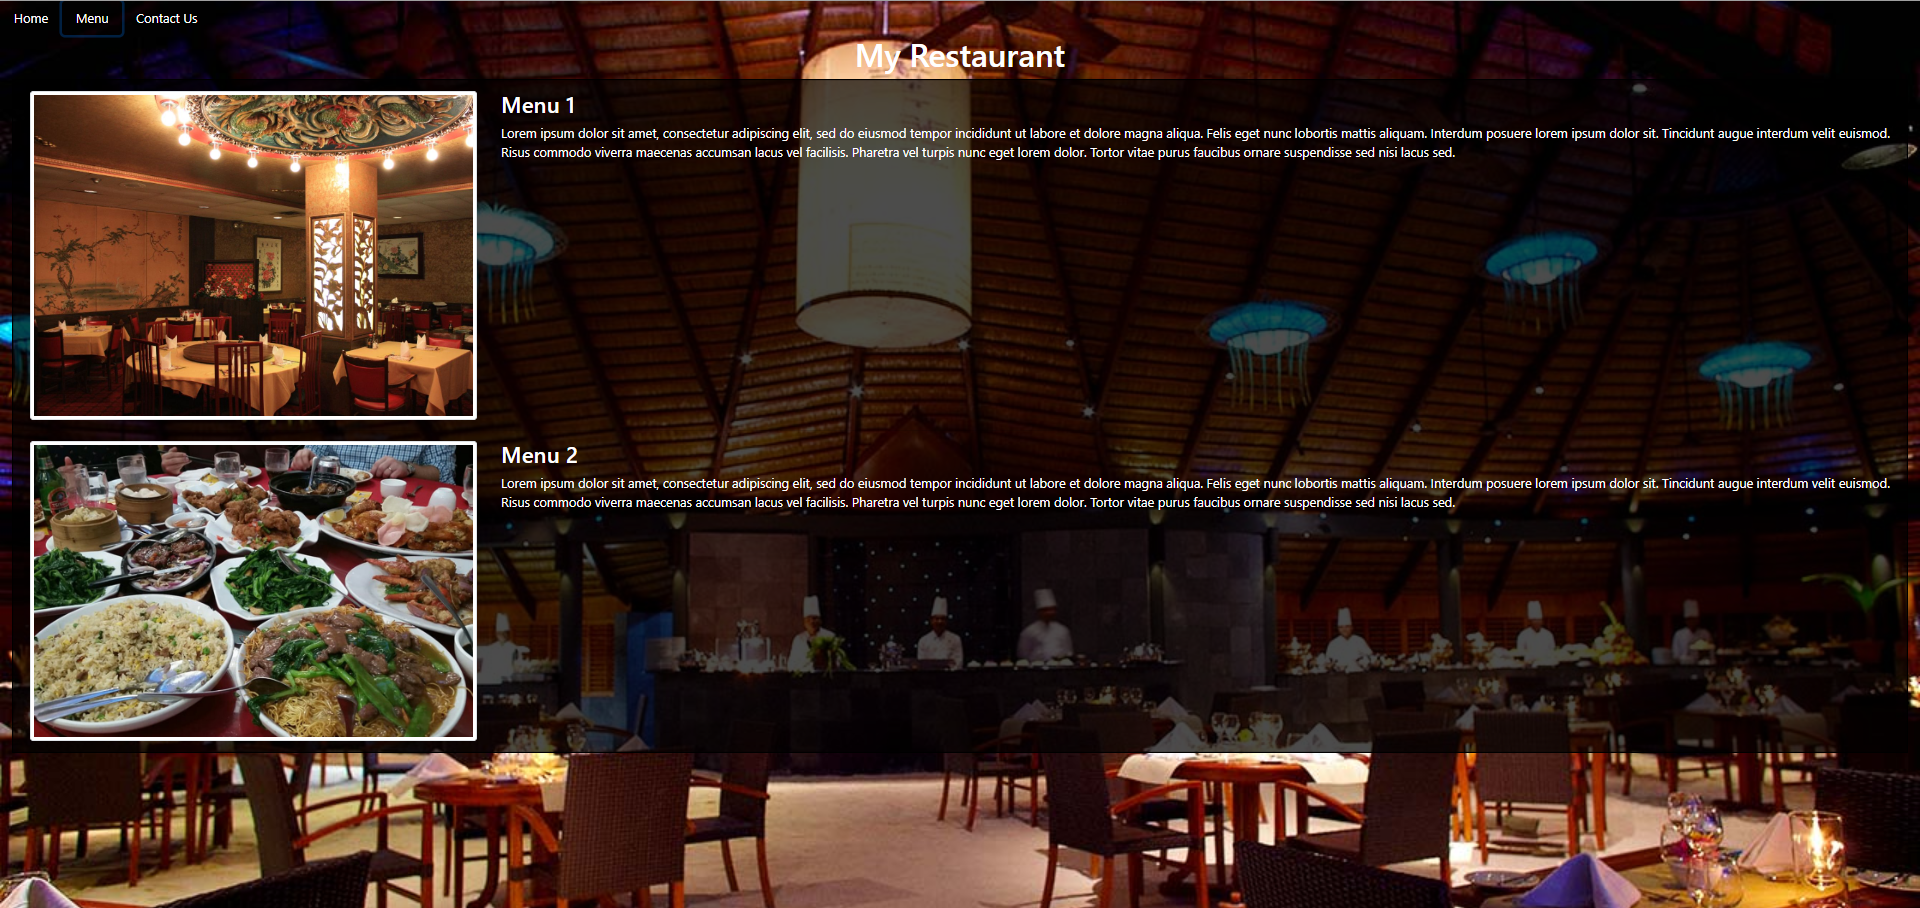 Home Menu Contact Us
My Restaurant
Menu 1
Lorem ipsum dolor sit amet, consectetur adipiscing elit, sed do eiusmod tempor incididunt ut labore et dolore magna aliqua. Felis eget nunc lobortis mattis aliquam. Interdum posuere lorem ipsum dolor sit. Tincidunt augue interdum velit euismod.
Risus commodo viverra maecenas accumsan lacus vel facilisis. Pharetra vel turpis nunc eget lorem dolor. Tortor vitae purus faucibus ornare suspendisse sed nisi lacus sed.
Menu 2
Lorem ipsum dolor sit amet, consectetur adipiscing elit, sed do eiusmod tempor incididunt ut labore et dolore magna aliqua. Felis eget nunc lobortis mattis aliquam. Interdum posuere lorem ipsum dolor sit. Tincidunt augue interdum velit euismod.
Risus commodo viverra maecenas accumsan lacus vel facilisis. Pharetra vel turpis nunc eget lorem dolor. Tortor vitae purus faucibus ornare suspendisse sed nisi lacus sed.